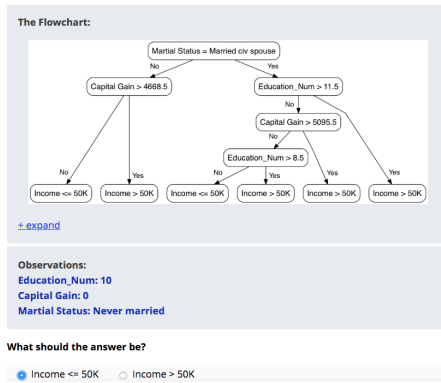 The Flowchart:
Martial Status = Married civ spouse
No Yes
Capital Gain > 4668.5 Education_Num > 11.5
No
Capital Gain > 5095.5
No
Education_Num > 8.5
No Yes No Yes Yes Yes
Income <= 50K Income > 50K Income <= 50K Income > 50K Income > 50K Income > 50K
+ expand
Observations:
Education_Num: 10
Capital Gain: 0
Martial Status: Never married
What should the answer be?
Income <= 50K Income > 50K